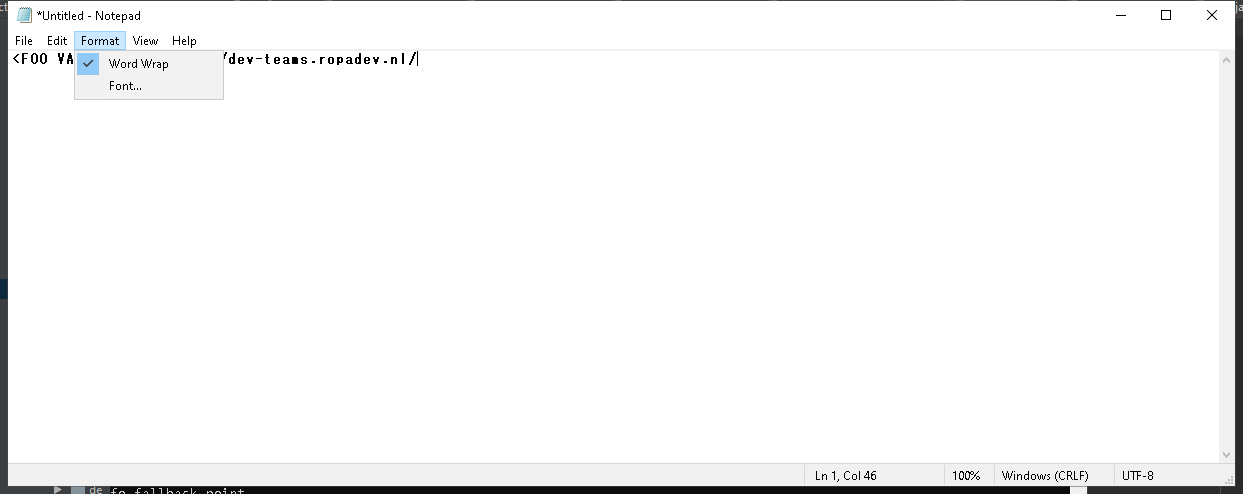 *Untitled - Notepad
File Edit Format View Help
<FOO VA /dev-teams.ropadev.nl/
Word Wrap
Font...
Ln 1, Col 46 100% Windows (CRLF) UTF-8
de fo fallback point